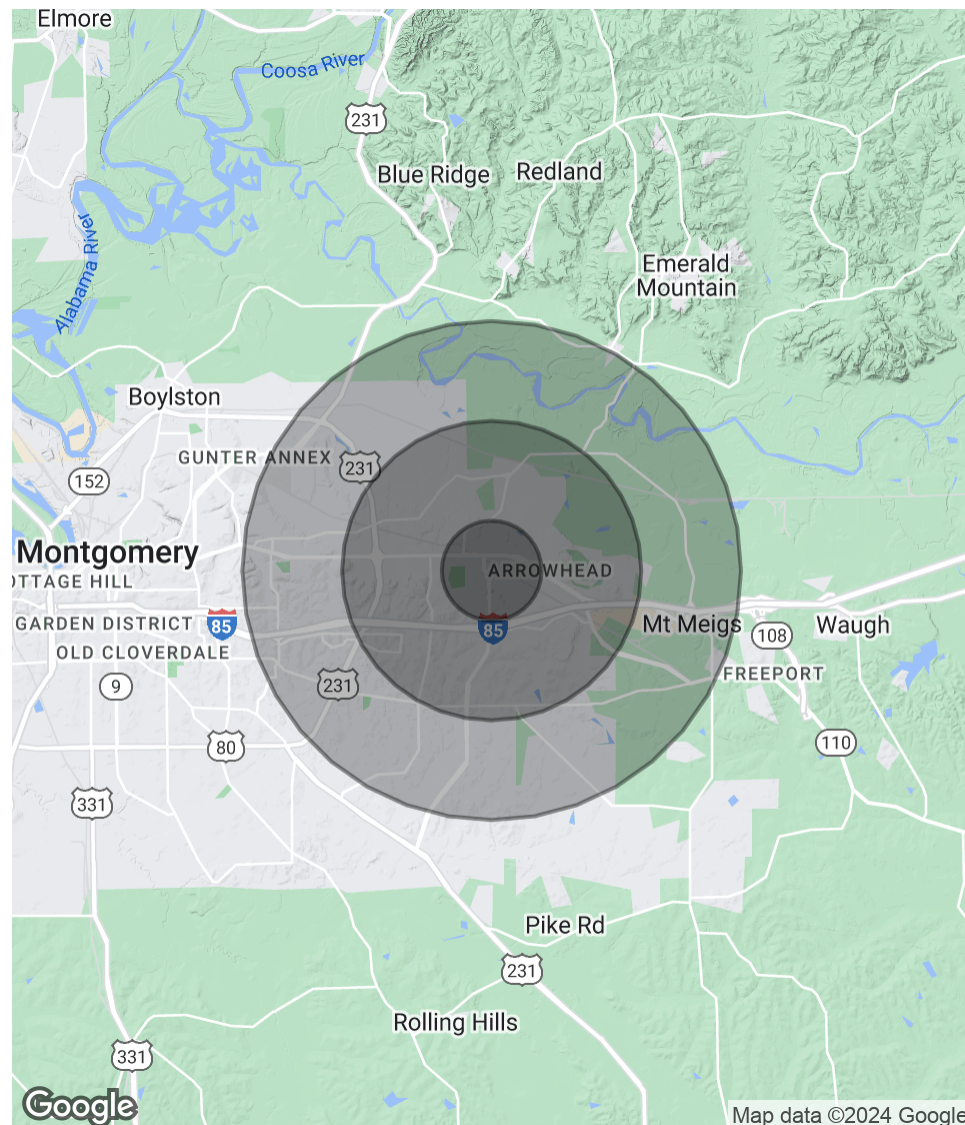 Elmore
Coosa River
231
Blue Ridge
Redland
Alabama River
Emerald
Mountain
Boylston
GUNTER ANNEX
231
152
Montgomery
OTTAGE HILL
ARROWHEAD
GARDEN DISTRICT
85
85
Mt Meigs
108
Waugh
OLD CLOVERDALE
FREEPORT
9
231
80
110
331
Pike Rd
231
Rolling Hills
331
Google
Map data ©2024 Google